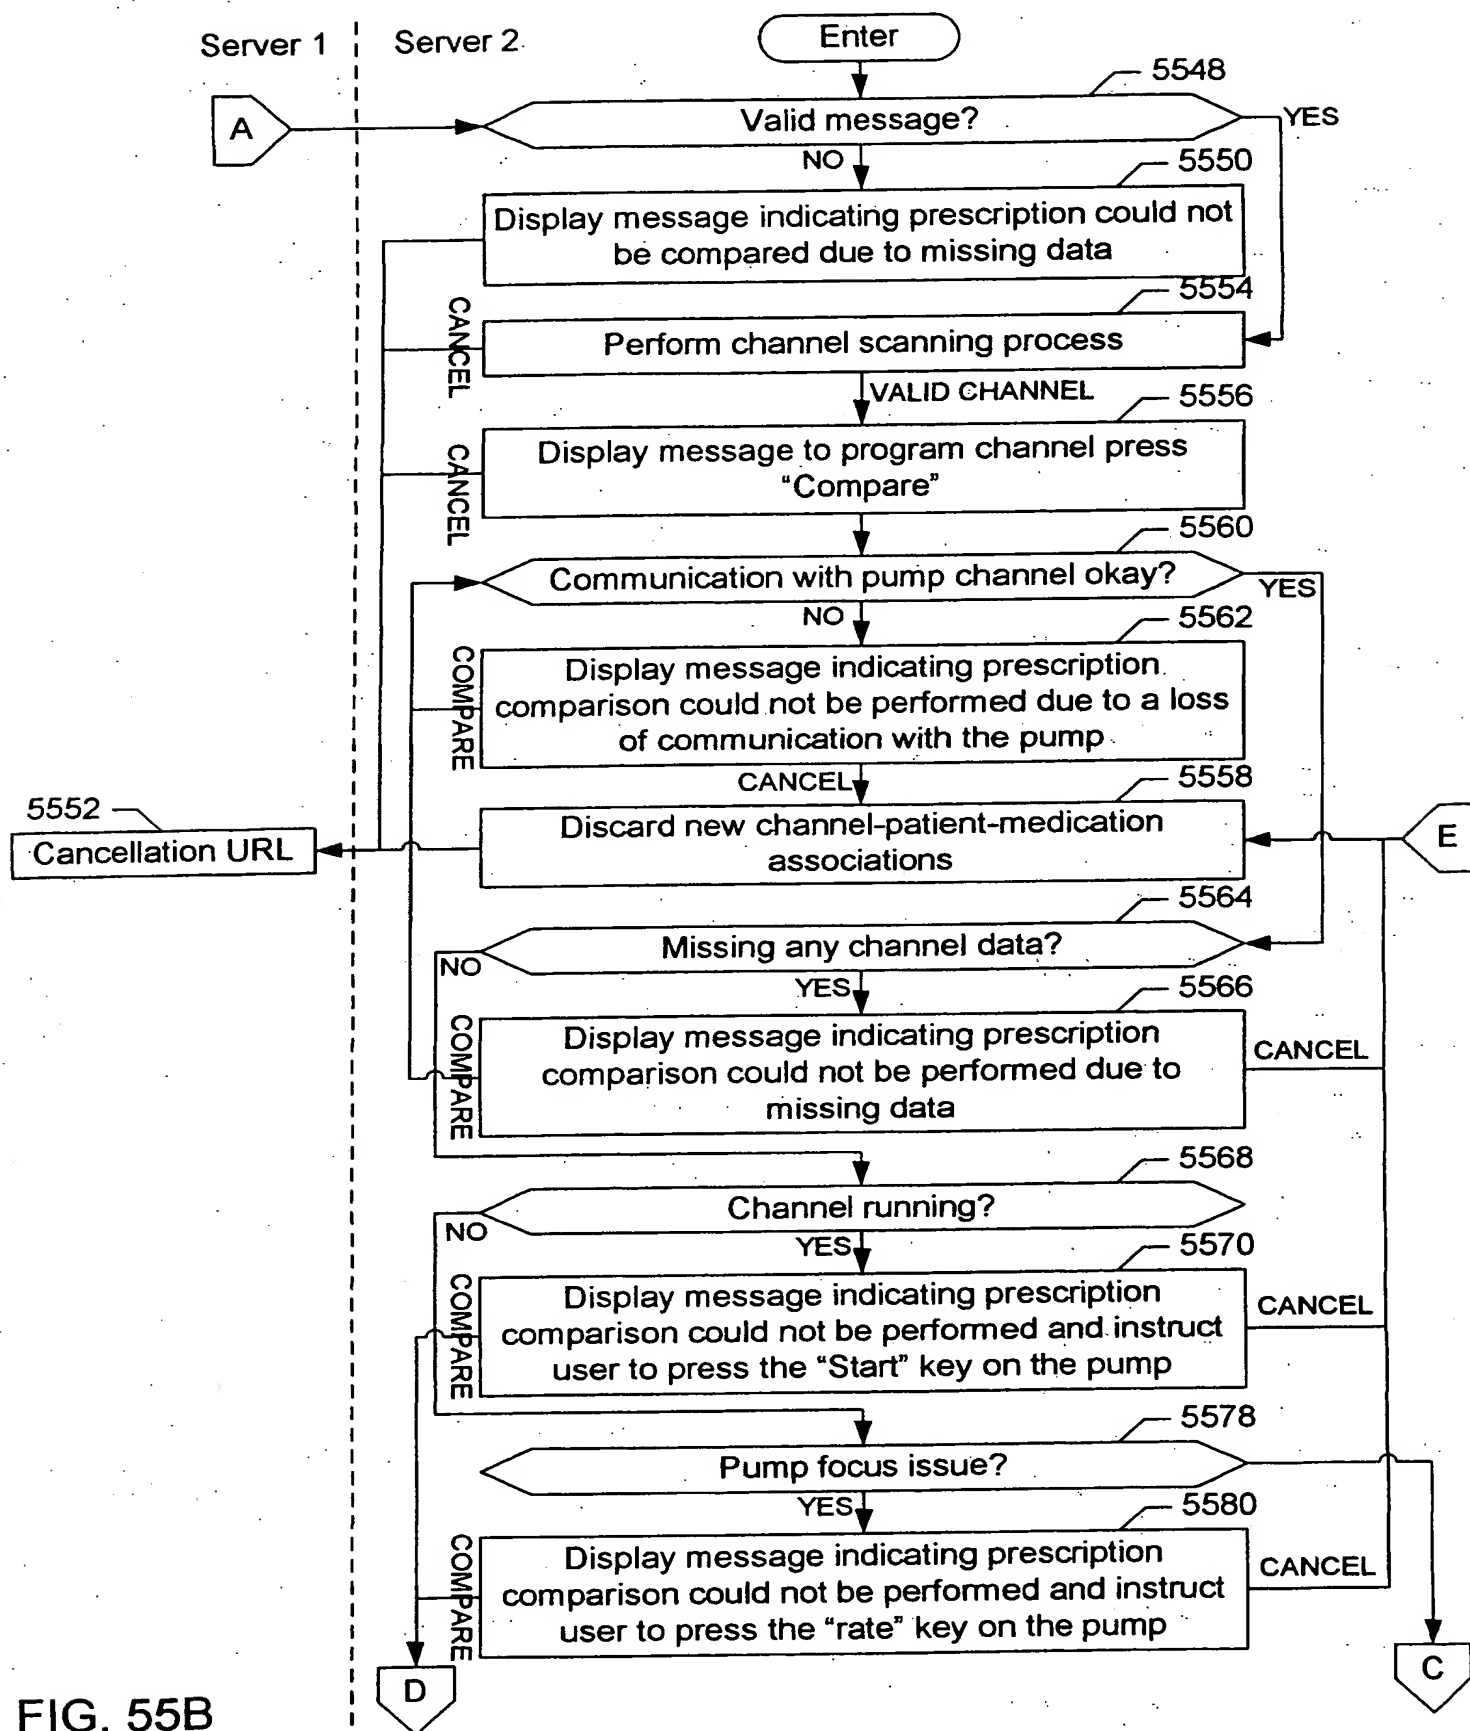 Server 1
Server 2
Enter
5548
A
Valid message?
YES
NO
5550
Display message indicating prescription could not
be compared due to missing data
5554
CANCEL
Perform channel scanning process
VALID CHANNEL
5556
CANCEL
Display message to program channel press
“Compare”
5560
Communication with pump channel okay?
YES
NO
5562
COMPARE
Display message indicating prescription
comparison could not be performed due to a loss
of communication with the pump
CANCEL
5558
5552
Cancellation URL
Discard new channel-patient-medication
associations
E
5564
Missing any channel data?
NO
YES
5566
COMPARE
Display message indicating prescription
comparison could not be performed due to
missing data
CANCEL
5568
Channel running?
NO
YES
5570
COMPARE
Display message indicating prescription
comparison could not be performed and instruct
user to press the “Start” key on the pump
CANCEL
5578
Pump focus issue?
YES
5580
COMPARE
Display message indicating prescription
comparison could not be performed and instruct
user to press the “rate” key on the pump
CANCEL
D
C
FIG. 55B